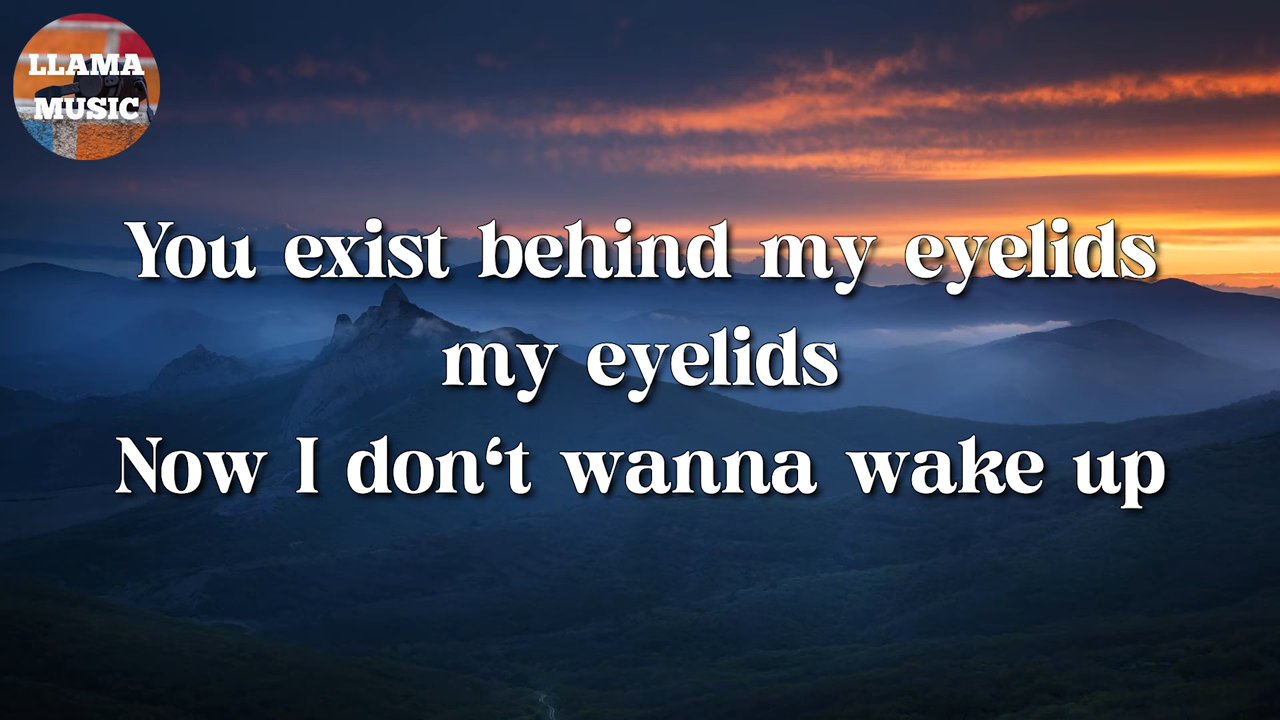 LLAMA
MUSIC
You exist behind my eyelids
my eyelids
Now I don‘t wanna wake up